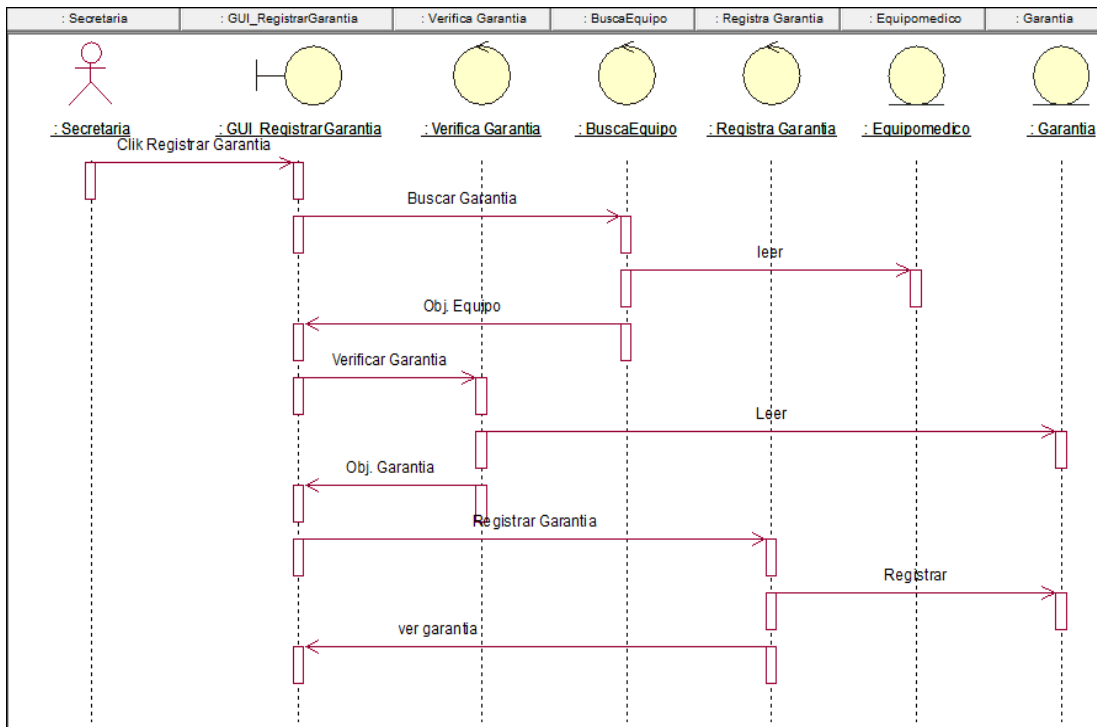 : Secretaria
: GUI_RegistrarGarantia
: Verifica Garantia
: BuscaEquipo
: Registra Garantia
: Equipomedico
: Garantia
: Secretaria
: GUI_RegistrarGarantia
: Verifica Garantia
: BuscaEquipo
: Registra Garantia
: Equipomedico
: Garantia
Clik Registrar Garantia
Buscar Garantia
leer
Obj. Equipo
Verificar Garantia
Leer
Obj. Garantia
Registrar Garantia
Registrar
ver garantia